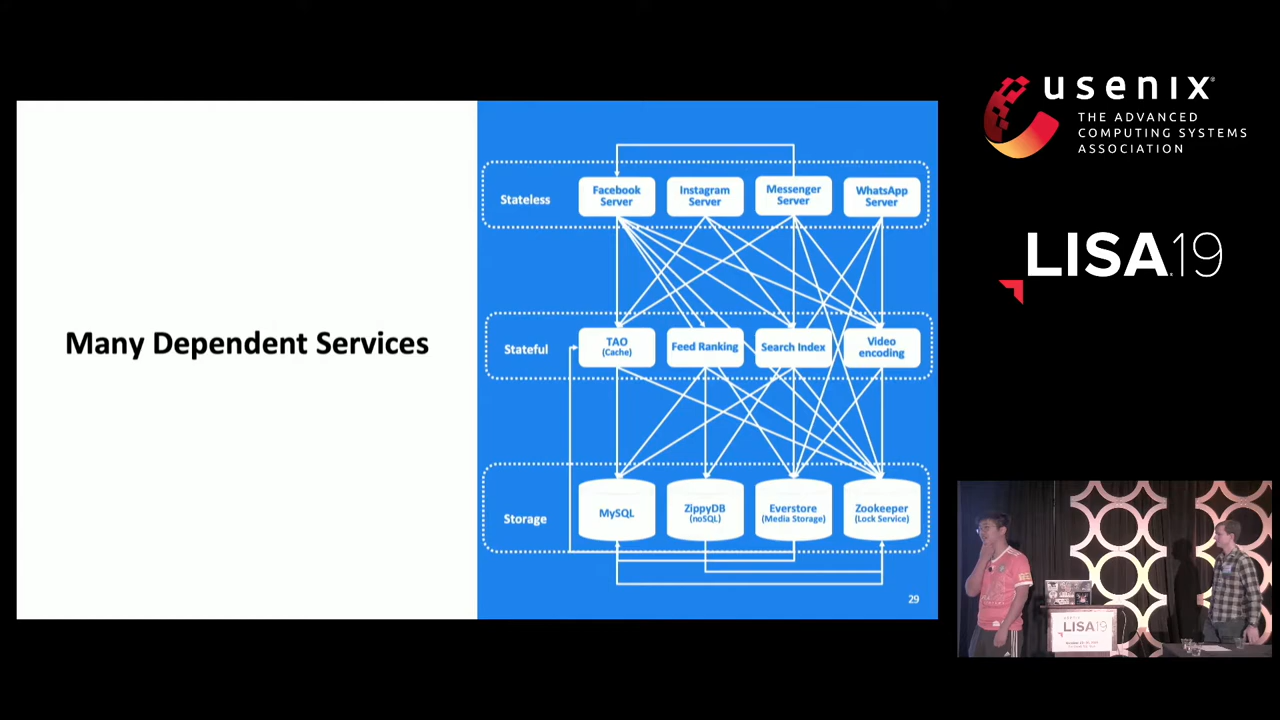 Many Dependent Services
Stateless
Facebook
Server
Instagram
Server
Messenger
Server
WhatsApp
Server
Stateful
TAO
(Cache)
Feed Ranking
Search Index
Video
encoding
Storage
MySQL
ZippyDB
(noSQL)
Everstore
(Media Storage)
Zookeeper
(Lock Service)
29
usenix
THE ADVANCED
COMPUTING SYSTEMS
ASSOCIATION
LISA.19
LISA19